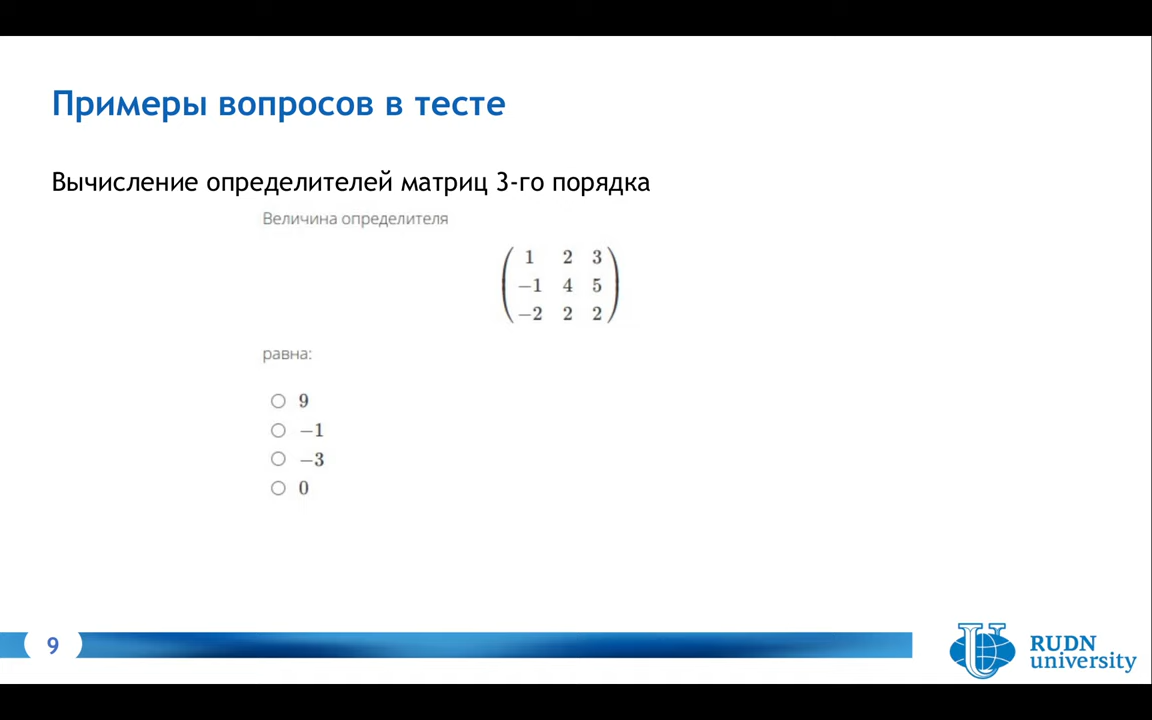 Примеры вопросов в тесте
Вычисление определителей матриц 3-го порядка
Величина определителя
1 2 3
−1 4 5
−2 2 2
равна:
9
−1
−3
0
9
RUDN
university